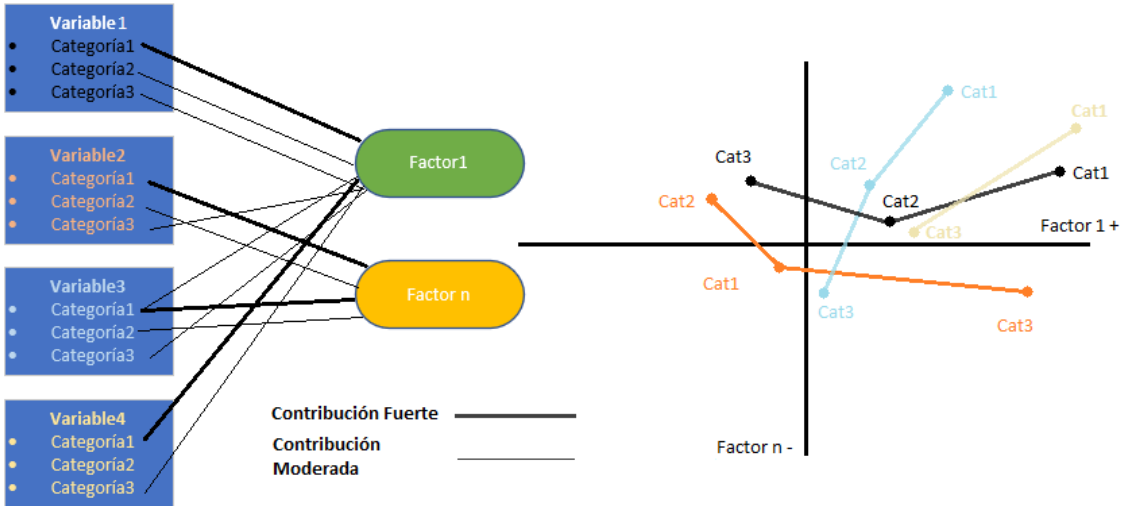 Variable1
• Categoría1
• Categoría2
• Categoría3
Variable2
• Categoría1
• Categoría2
• Categoría3
Variable3
• Categoría1
• Categoría2
• Categoría3
Variable4
• Categoría1
• Categoría2
• Categoría3
Factor1
Factor n
Contribución Fuerte
Contribución
Moderada
Cat1
Cat1
Cat3
Cat2
Cat1
Cat2
Cat2
Cat3
Factor 1 +
Cat1
Cat3
Cat3
Factor n -